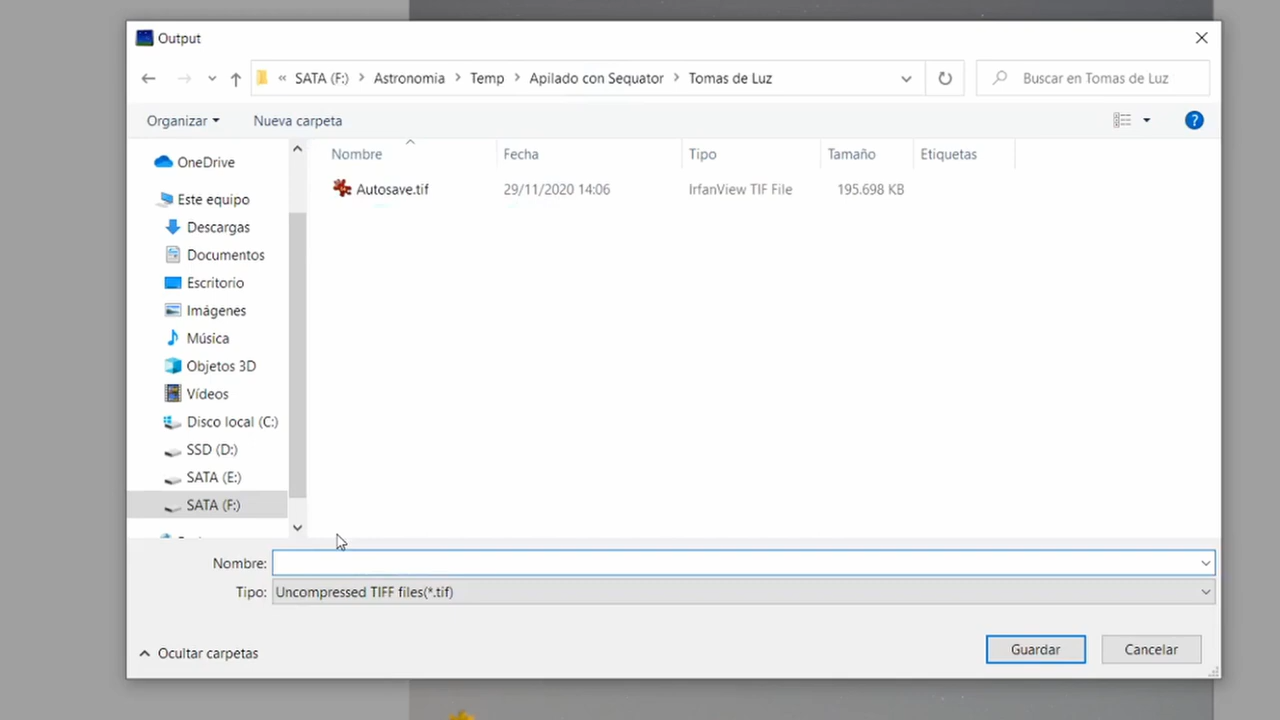 Output
« SATA (F:) > Astronomia > Temp > Apilado con Sequator > Tomas de Luz
Buscar en Tomas de Luz
Organizar
Nueva carpeta
?
Nombre Fecha Tipo Tamaño Etiquetas
Autosave.tif 29/11/2020 14:06 IrfanView TIF File 195.698 KB
OneDrive
Este equipo
Descargas
Documentos
Escritorio
Imágenes
Música
Objetos 3D
Vídeos
Disco local (C:)
SSD (D:)
SATA (E:)
SATA (F:)
Nombre:
Tipo: Uncompressed TIFF files(*.tif)
Ocultar carpetas
Guardar
Cancelar